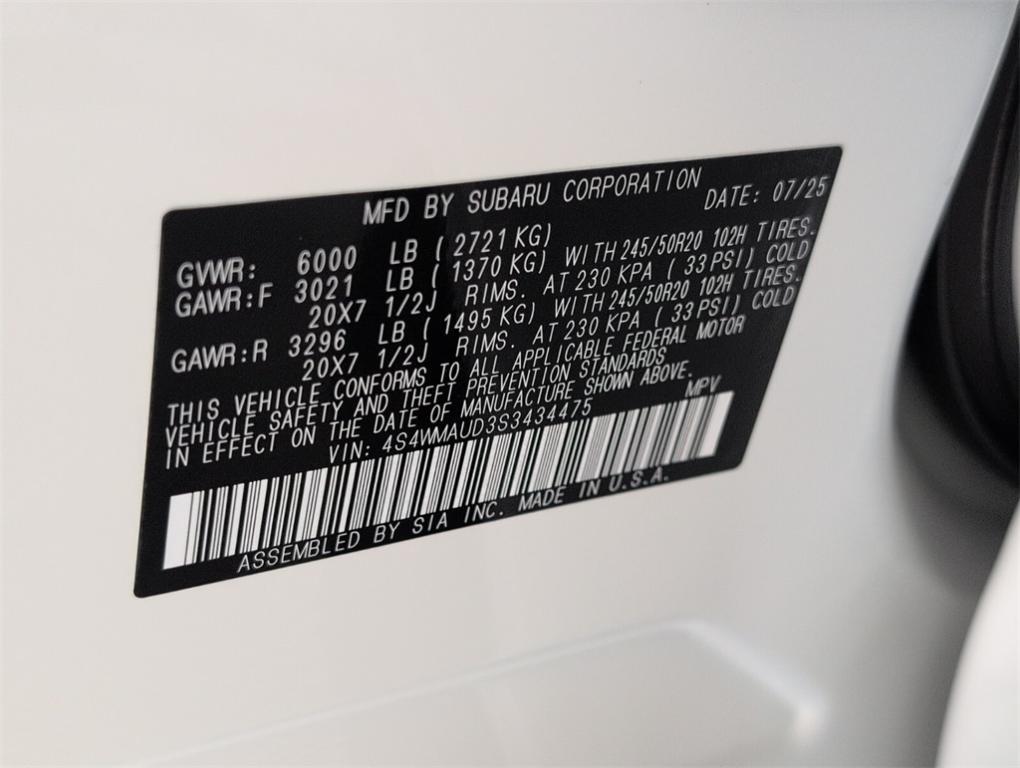 MFD BY SUBARU CORPORATION DATE: 07/25
GVWR: 6000 LB ( 2721 KG)
GAWR:F 3021 LB ( 1370 KG) WITH 245/50R20 102H TIRES.
20X7 1/2J RIMS. AT 230 KPA ( 33 PSI) COLD
GAWR:R 3296 LB ( 1495 KG) WITH 245/50R20 102H TIRES.
20X7 1/2J RIMS. AT 230 KPA ( 33 PSI) COLD
THIS VEHICLE CONFORMS TO ALL APPLICABLE FEDERAL MOTOR
VEHICLE SAFETY AND THEFT PREVENTION STANDARDS
IN EFFECT ON THE DATE OF MANUFACTURE SHOWN ABOVE.
VIN: 4S4WMAUD3S3434475 MPV
ASSEMBLED BY SIA INC. MADE IN U.S.A.